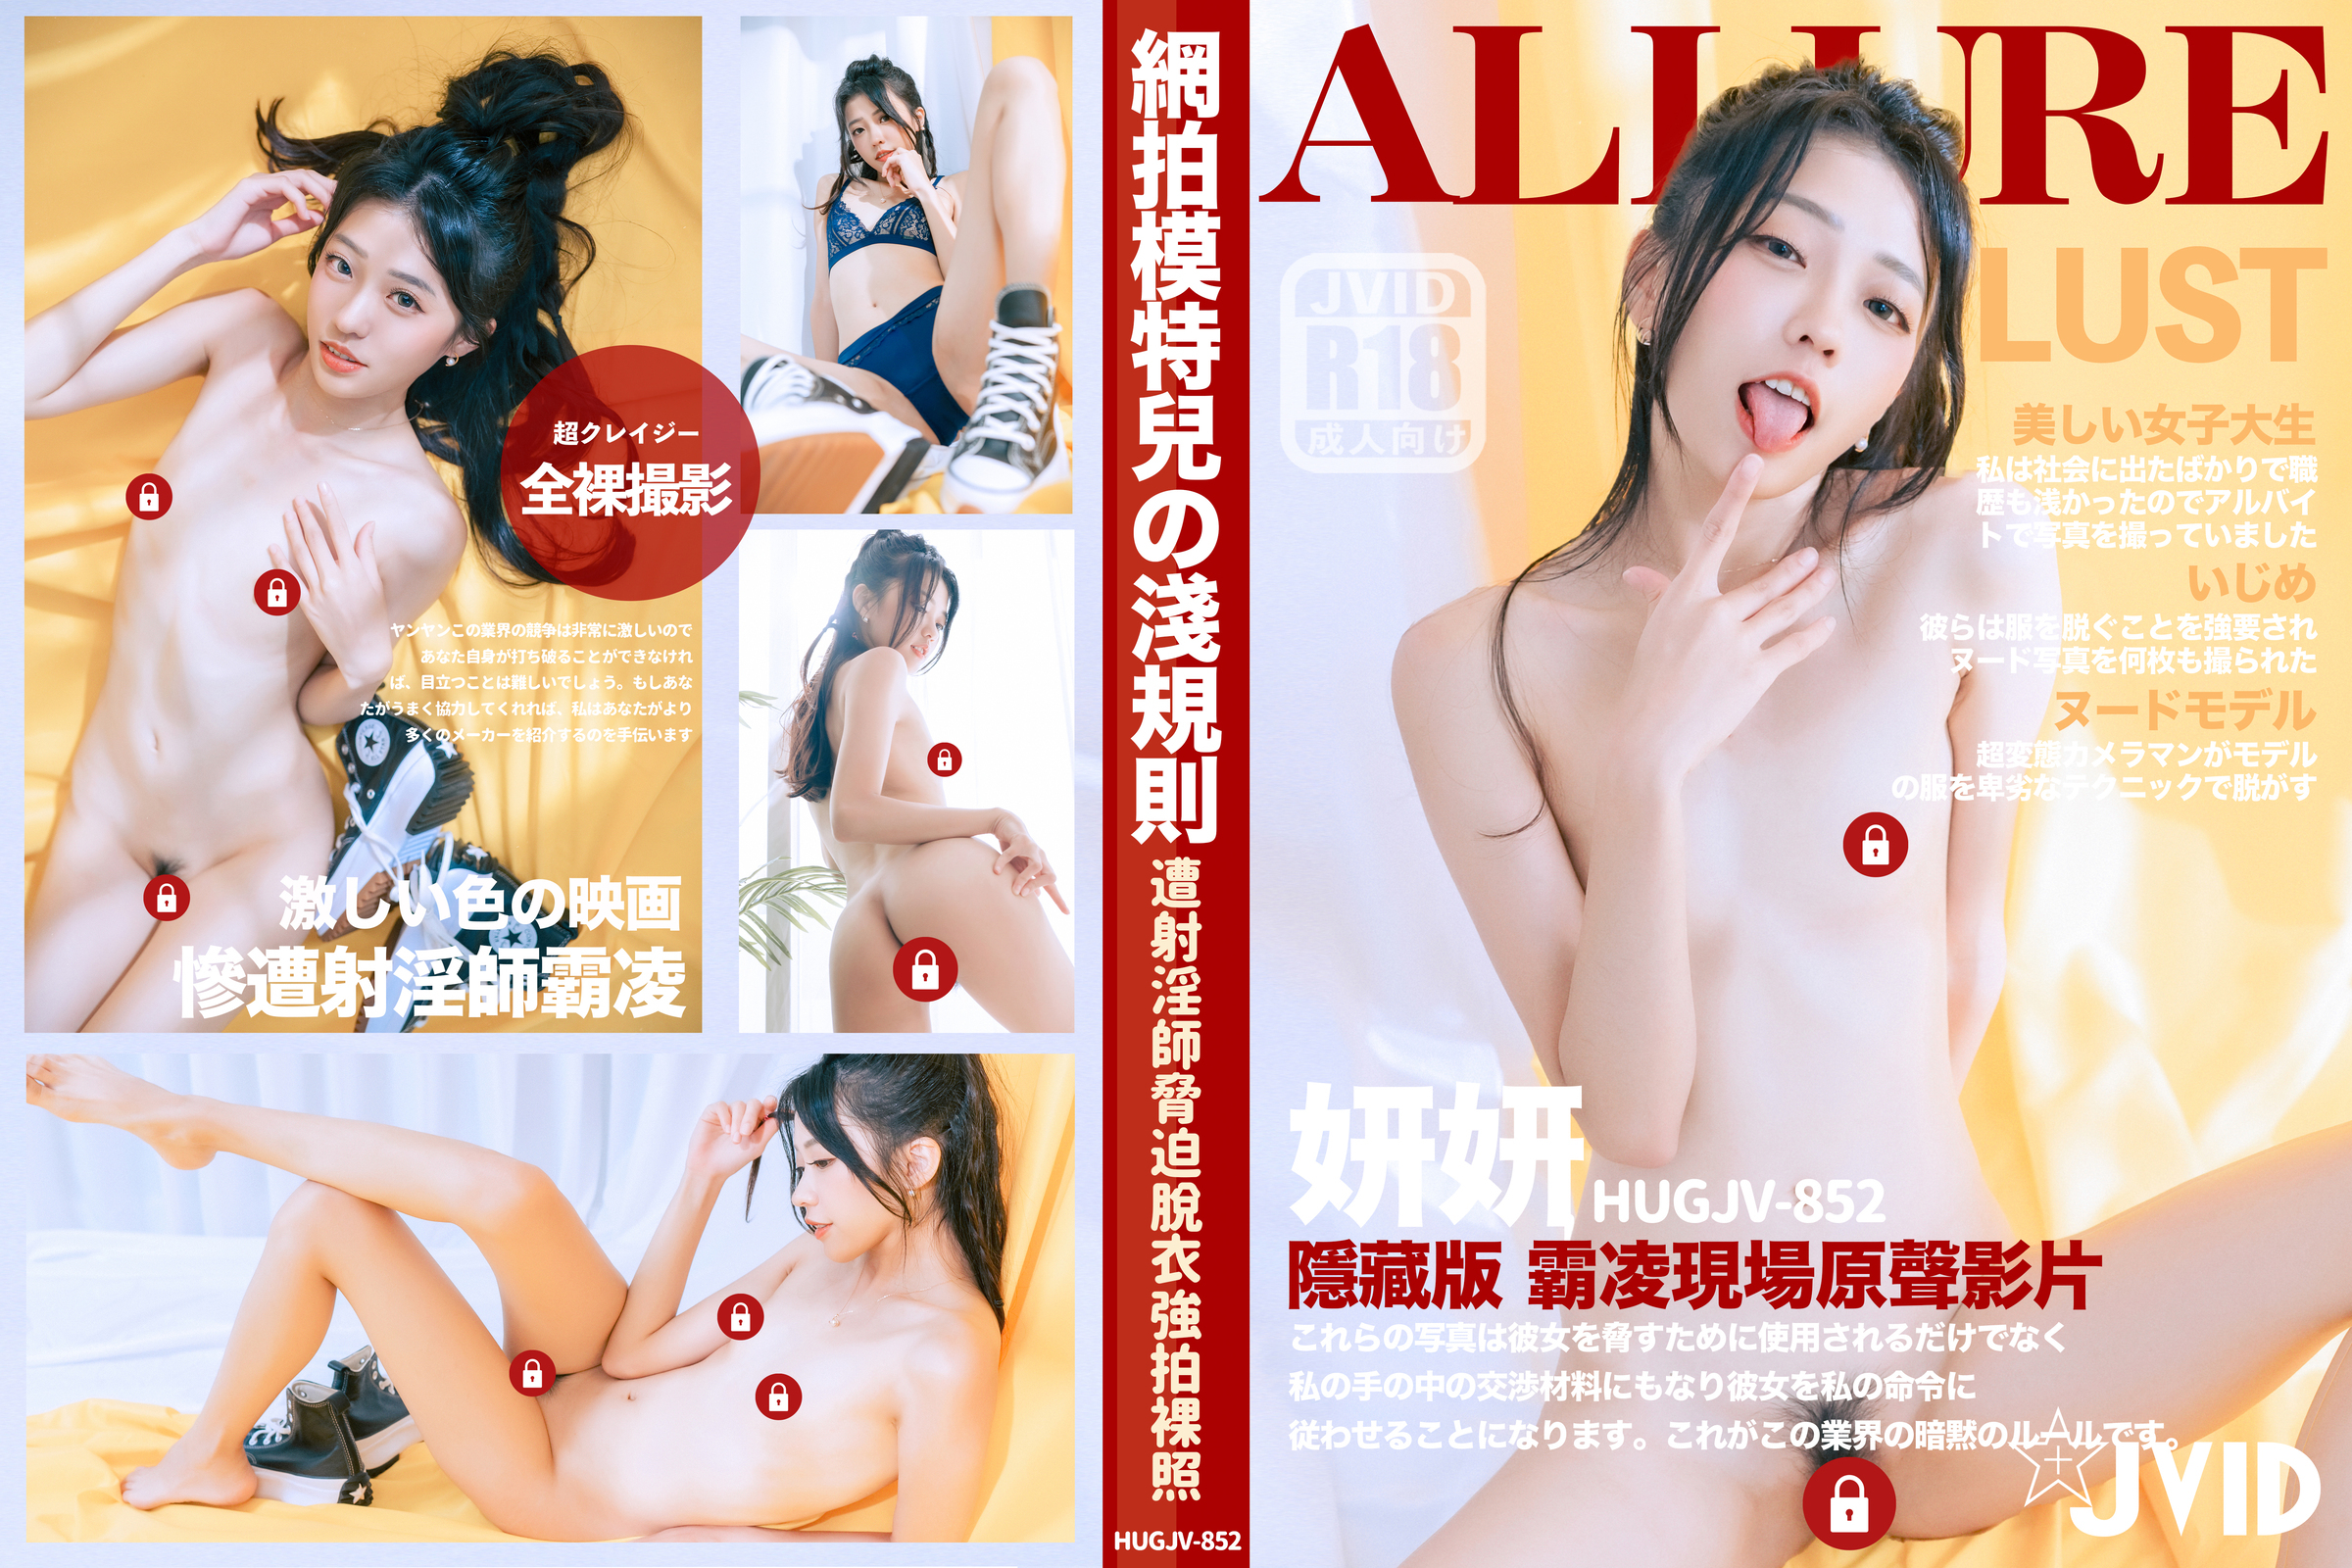 超クレイジー
全裸撮影
ヤンヤンこの業界の競争は非常に激しいので
あなた自身が打ち破ることができなけれ
ば、目立つことは難しいでしょう。もしあな
たがうまく協力してくれれば、私はあなたがより
多くのメーカーを紹介するのを手伝います
激しい色の映画
慘遭射淫師霸凌
網拍模特兒の淺規則
遭射淫師脅迫脫衣強拍裸照
HUGJV-852
ALLURE
LUST
JVID
R18
成人向け
美しい女子大生
私は社会に出たばかりで職
歴も浅かったのでアルバイ
トで写真を撮っていました
いじめ
彼らは服を脱ぐことを強要され
ヌード写真を何枚も撮られた
ヌードモデル
超変態カメラマンがモデル
の服を卑劣なテクニックで脱がす
妍妍 HUGJV-852
隱藏版 霸凌現場原聲影片
これらの写真は彼女を脅すために使用されるだけでなく
私の手の中の交渉材料にもなり彼女を私の命令に
従わせることになります。これがこの業界の暗黙のルールです。
JVID